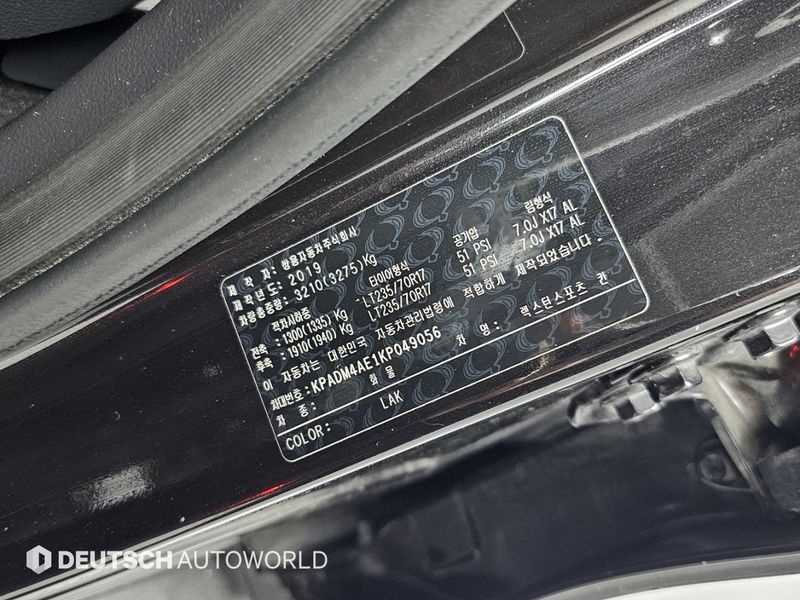 제 작 자: 쌍용자동차주식회사
제작년도: 2019
차량총중량: 3210(3275)Kg
적차시하중 타이어형식 공기압 림형식
전축: 1300(1335) Kg LT235/70R17 51 PSI 7.0J X17 AL
후축: 1910(1940) Kg LT235/70R17 51 PSI 7.0J X17 AL
이 자동차는 대한민국 자동차관리법령에 적합하게 제작되었습니다.
차대번호: KPADM4AE1KP049056
차 종: 화물 차 명: 렉스턴스포츠 칸
COLOR: LAK
DEUTSCH AUTOWORLD